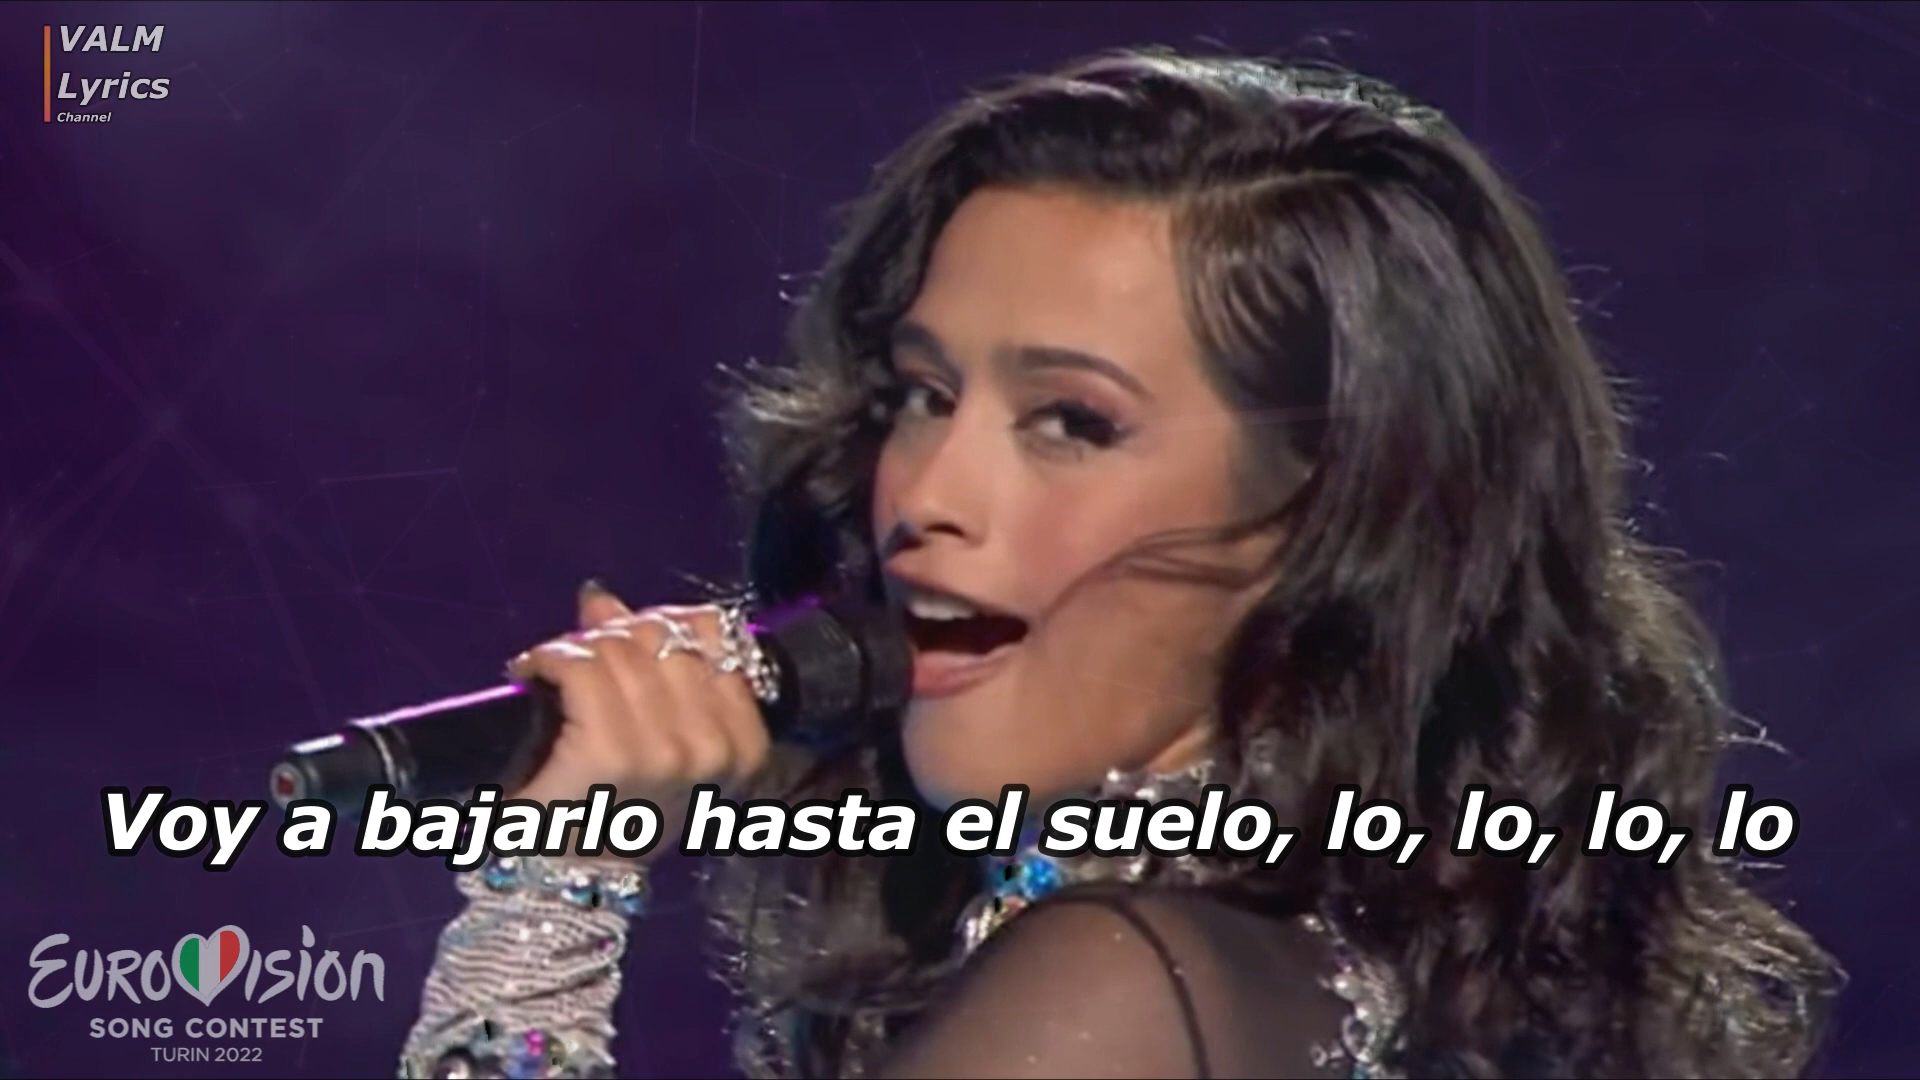 VALM
Lyrics
Channel
Voy a bajarlo hasta el suelo, lo, lo, lo, lo
EUROVISION
SONG CONTEST
TURIN 2022